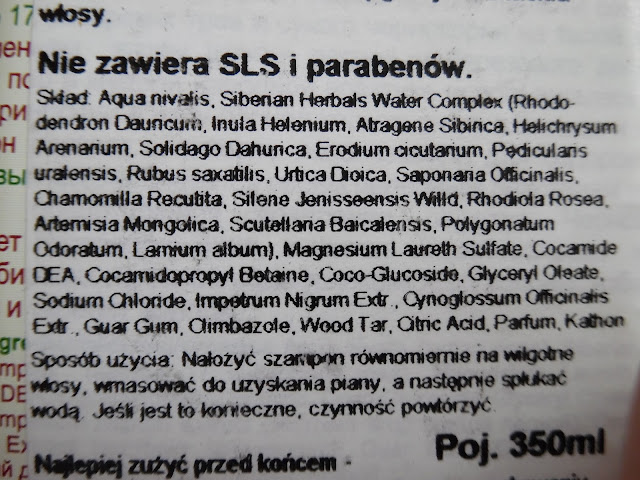 17 włosy.
Nie zawiera SLS i parabenów.
Skład: Aqua nivalis, Siberian Herbals Water Complex (Rhodo-
dendron Dauricum, Inula Helenium, Atragene Sibirica, Helichrysum
Arenarium, Solidago Dahurica, Erodium cicutarium, Pedicularis
uralensis, Rubus saxatilis, Urtica Dioica, Saponaria Officinalis,
Chamomilla Recutita, Silene Jenisseensis Willd, Rhodiola Rosea,
Artemisia Mongolica, Scutellaria Baicalensis, Polygonatum
Odoratum, Lamium album), Magnesium Laureth Sulfate, Cocamide
DEA, Cocamidopropyl Betaine, Coco-Glucoside, Glyceryl Oleate,
Sodium Chloride, Impetrum Nigrum Extr., Cynoglossum Officinalis
Extr., Guar Gum, Climbazole, Wood Tar, Citric Acid, Parfum, Kathon
Sposób użycia: Nałożyć szampon równomiernie na wilgotne
włosy, wmasować do uzyskania piany, a następnie spłukać
wodą. Jeśli jest to konieczne, czynność powtórzyć
Poj. 350ml
Najlepiej zużyć przed końcem -